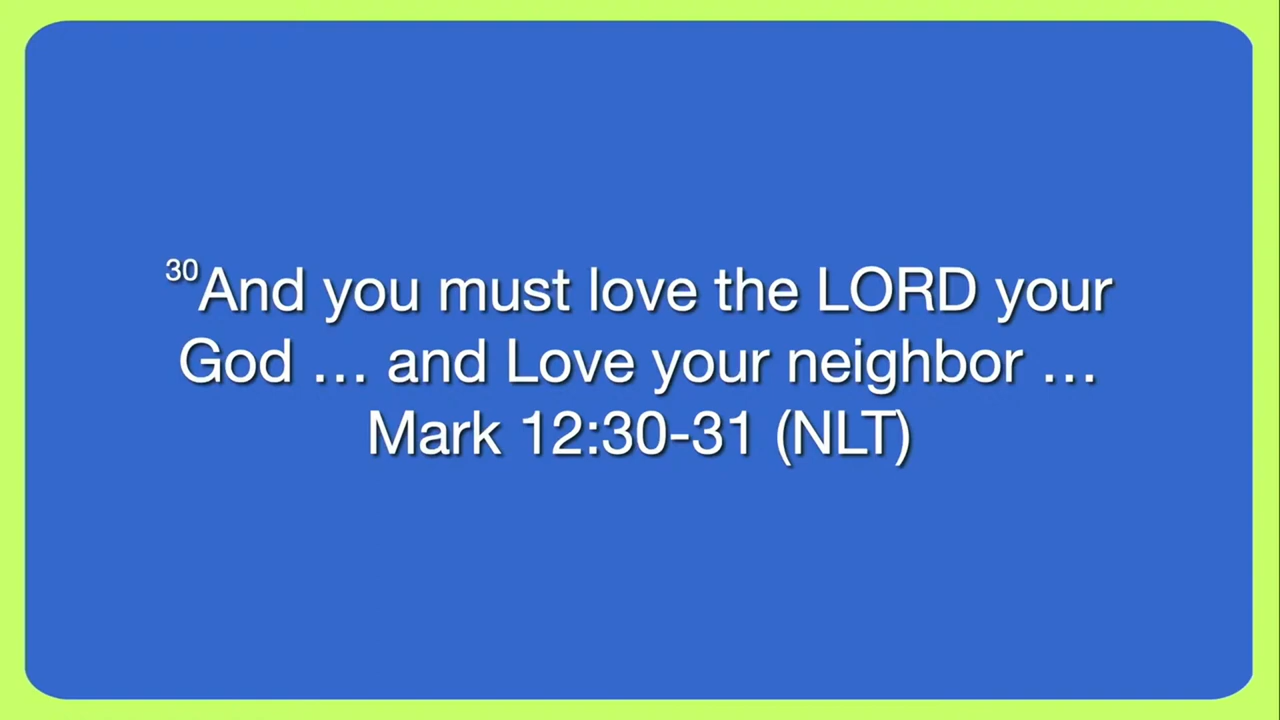 30And you must love the LORD your
God … and Love your neighbor …
Mark 12:30-31 (NLT)